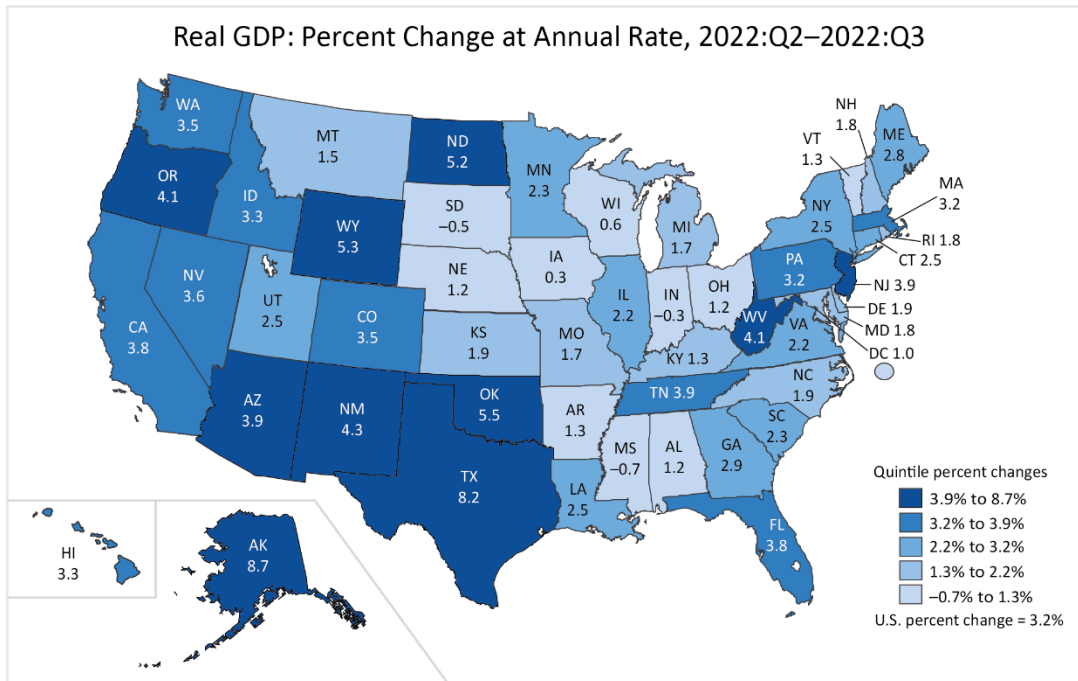 Real GDP: Percent Change at Annual Rate, 2022:Q2–2022:Q3
WA
3.5
MT
1.5
ND
5.2
MN
2.3
NH
1.8
VT
1.3
ME
2.8
OR
4.1
ID
3.3
WY
5.3
SD
–0.5
WI
0.6
MI
1.7
NY
2.5
MA
3.2
RI 1.8
CT 2.5
NV
3.6
UT
2.5
CO
3.5
NE
1.2
IA
0.3
IL
2.2
IN
–0.3
OH
1.2
PA
3.2
NJ 3.9
DE 1.9
MD 1.8
DC 1.0
CA
3.8
KS
1.9
MO
1.7
KY 1.3
WV
4.1
VA
2.2
AZ
3.9
NM
4.3
OK
5.5
AR
1.3
TN 3.9
NC
1.9
SC
2.3
TX
8.2
LA
2.5
MS
–0.7
AL
1.2
GA
2.9
FL
3.8
HI
3.3
AK
8.7
Quintile percent changes
3.9% to 8.7%
3.2% to 3.9%
2.2% to 3.2%
1.3% to 2.2%
–0.7% to 1.3%
U.S. percent change = 3.2%